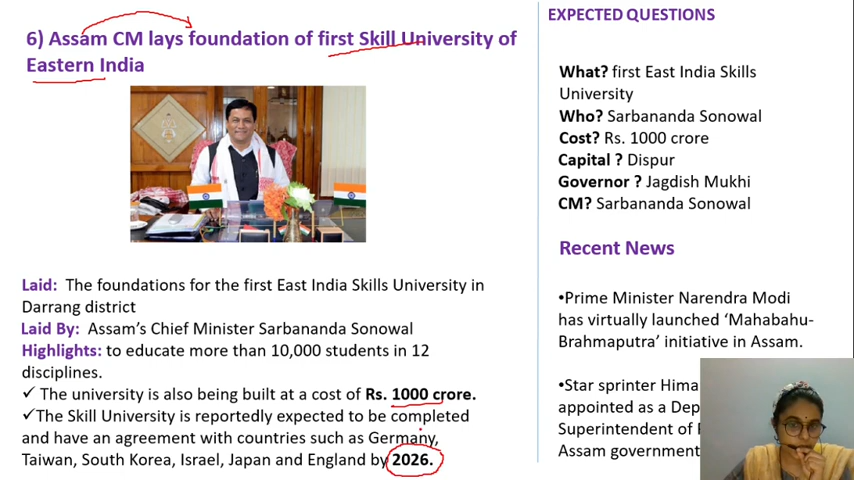 6) Assam CM lays foundation of first Skill University of
Eastern India
Laid: The foundations for the first East India Skills University in
Darrang district
Laid By: Assam's Chief Minister Sarbananda Sonowal
Highlights: to educate more than 10,000 students in 12
disciplines.
✓ The university is also being built at a cost of Rs. 1000 crore.
✓The Skill University is reportedly expected to be completed
and have an agreement with countries such as Germany,
Taiwan, South Korea, Israel, Japan and England by 2026.
EXPECTED QUESTIONS
What? first East India Skills
University
Who? Sarbananda Sonowal
Cost? Rs. 1000 crore
Capital ? Dispur
Governor ? Jagdish Mukhi
CM? Sarbananda Sonowal
Recent News
•Prime Minister Narendra Modi
has virtually launched ‘Mahabahu-
Brahmaputra’ initiative in Assam.
•Star sprinter Hima
appointed as a Dep
Superintendent of
Assam government